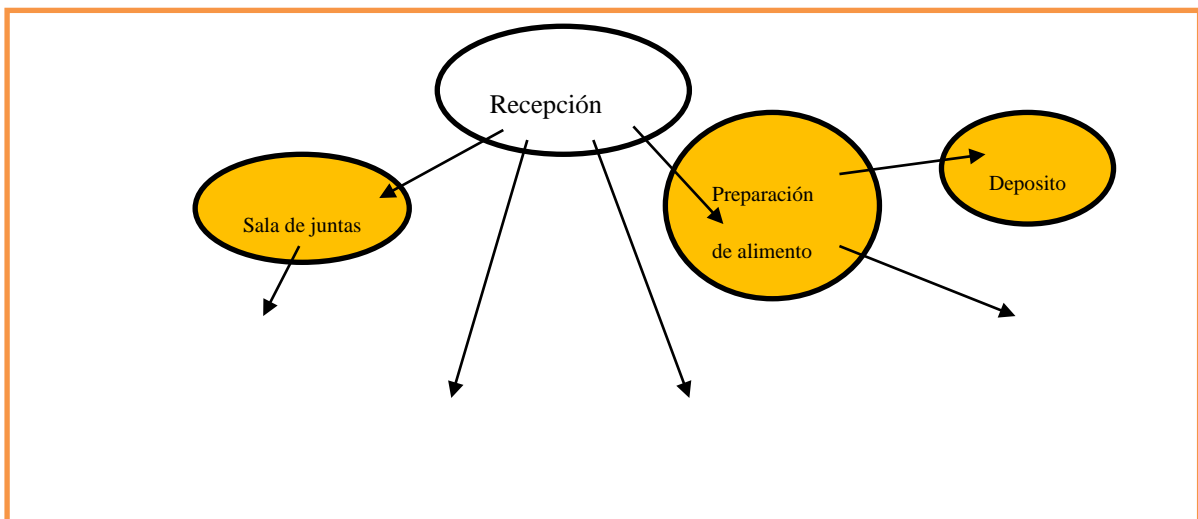 Recepción
Sala de juntas
Preparación
de alimento
Deposito